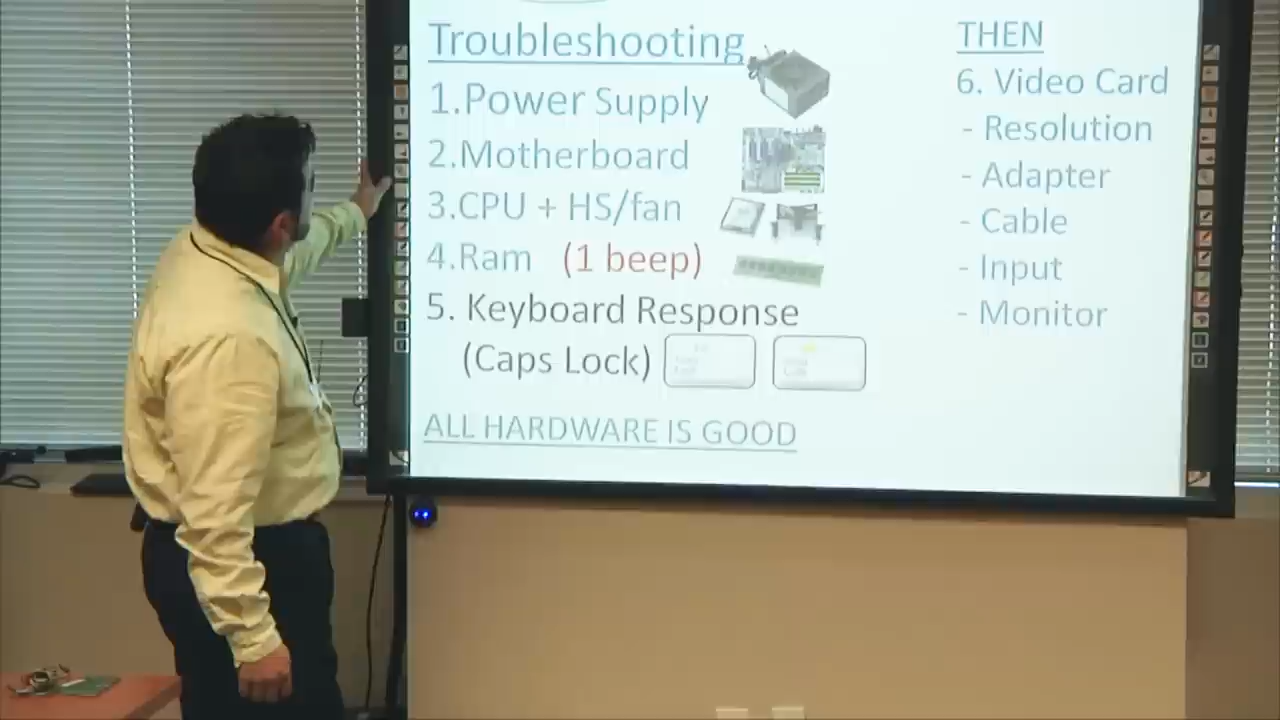 Troubleshooting
1.Power Supply
2.Motherboard
3.CPU + HS/fan
4.Ram (1 beep)
5. Keyboard Response
(Caps Lock)
ALL HARDWARE IS GOOD
THEN
6. Video Card
- Resolution
- Adapter
- Cable
- Input
- Monitor